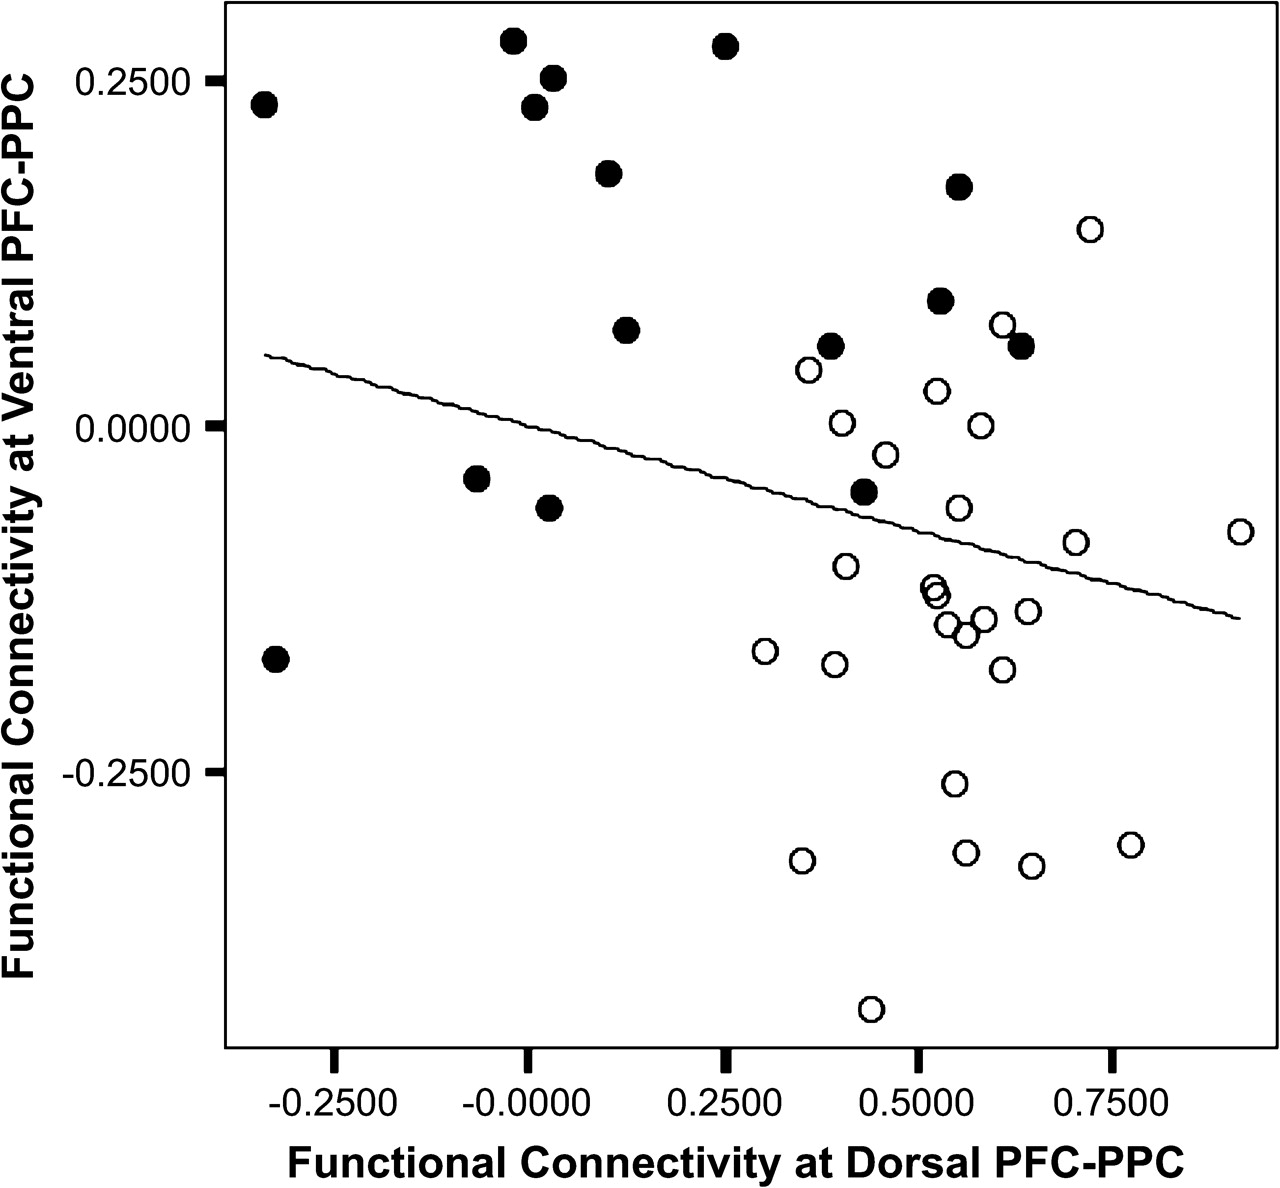 Functional Connectivity at Ventral PFC-PPC
0.2500
0.0000
-0.2500
-0.2500 -0.0000 0.2500 0.5000 0.7500
Functional Connectivity at Dorsal PFC-PPC